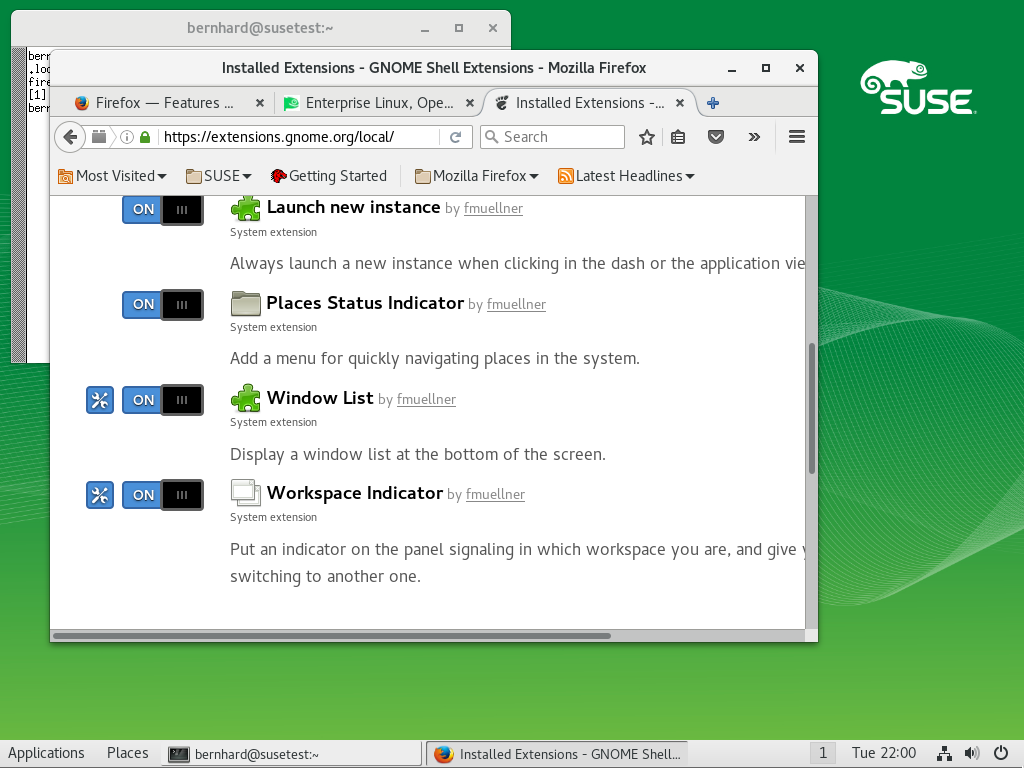 bernhard@susetest:~
bern
.loc
fire
[1]
bern
Installed Extensions - GNOME Shell Extensions - Mozilla Firefox
Firefox — Features ...
Enterprise Linux, Ope...
Installed Extensions -...
https://extensions.gnome.org/local/
Search
Most Visited
SUSE
Getting Started
Mozilla Firefox
Latest Headlines
SUSE
ON
Launch new instance by fmuellner
System extension
Always launch a new instance when clicking in the dash or the application vie
ON
Places Status Indicator by fmuellner
System extension
Add a menu for quickly navigating places in the system.
ON
Window List by fmuellner
System extension
Display a window list at the bottom of the screen.
ON
Workspace Indicator by fmuellner
System extension
Put an indicator on the panel signaling in which workspace you are, and give y
switching to another one.
Applications
Places
bernhard@susetest:~
Installed Extensions - GNOME Shell...
1
Tue 22:00